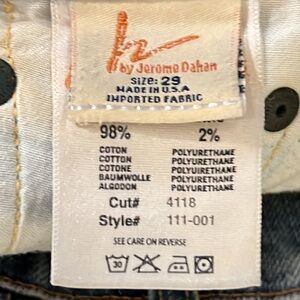 by Jerome Dahan
SIZE: 29
MADE IN U.S.A
IMPORTED FABRIC
98% 2%
COTON POLYURETHANE
COTTON POLYURETHANE
COTONE POLYUIRETHANE
BAUMWOLLE POLYURETHANE
ALGODON POLYURETHANE
Cut# 4118
Style# 111-001
SEE CARE ON REVERSE
30